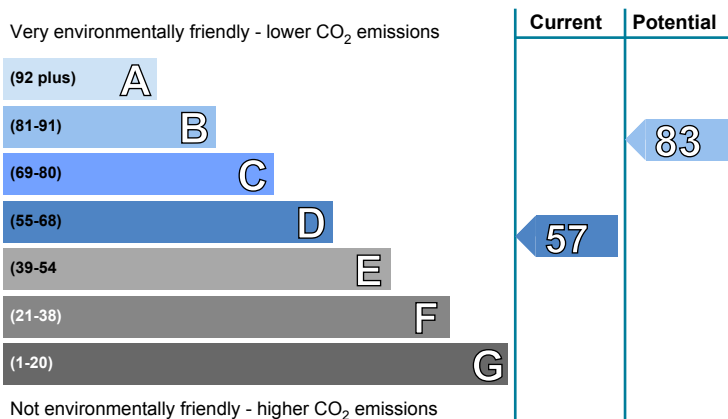 Current Potential
Very environmentally friendly - lower CO2 emissions
(92 plus) A
(81-91) B
83
(69-80) C
(55-68) D
57
(39-54 E
(21-38) F
(1-20) G
Not environmentally friendly - higher CO2 emissions